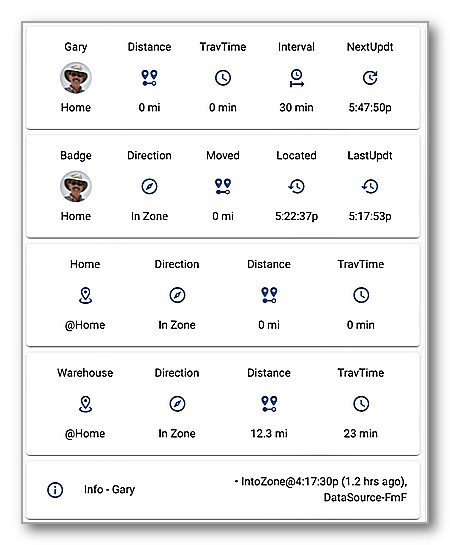 Gary Distance TravTime Interval NextUpdt
Home 0 mi 0 min 30 min 5:47:50p
Badge Direction Moved Located LastUpdt
Home In Zone 0 mi 5:22:37p 5:17:53p
Home Direction Distance TravTime
@Home In Zone 0 mi 0 min
Warehouse Direction Distance TravTime
@Home In Zone 12.3 mi 23 min
Info - Gary
• IntoZone@4:17:30p (1.2 hrs ago),
DataSource-FmF